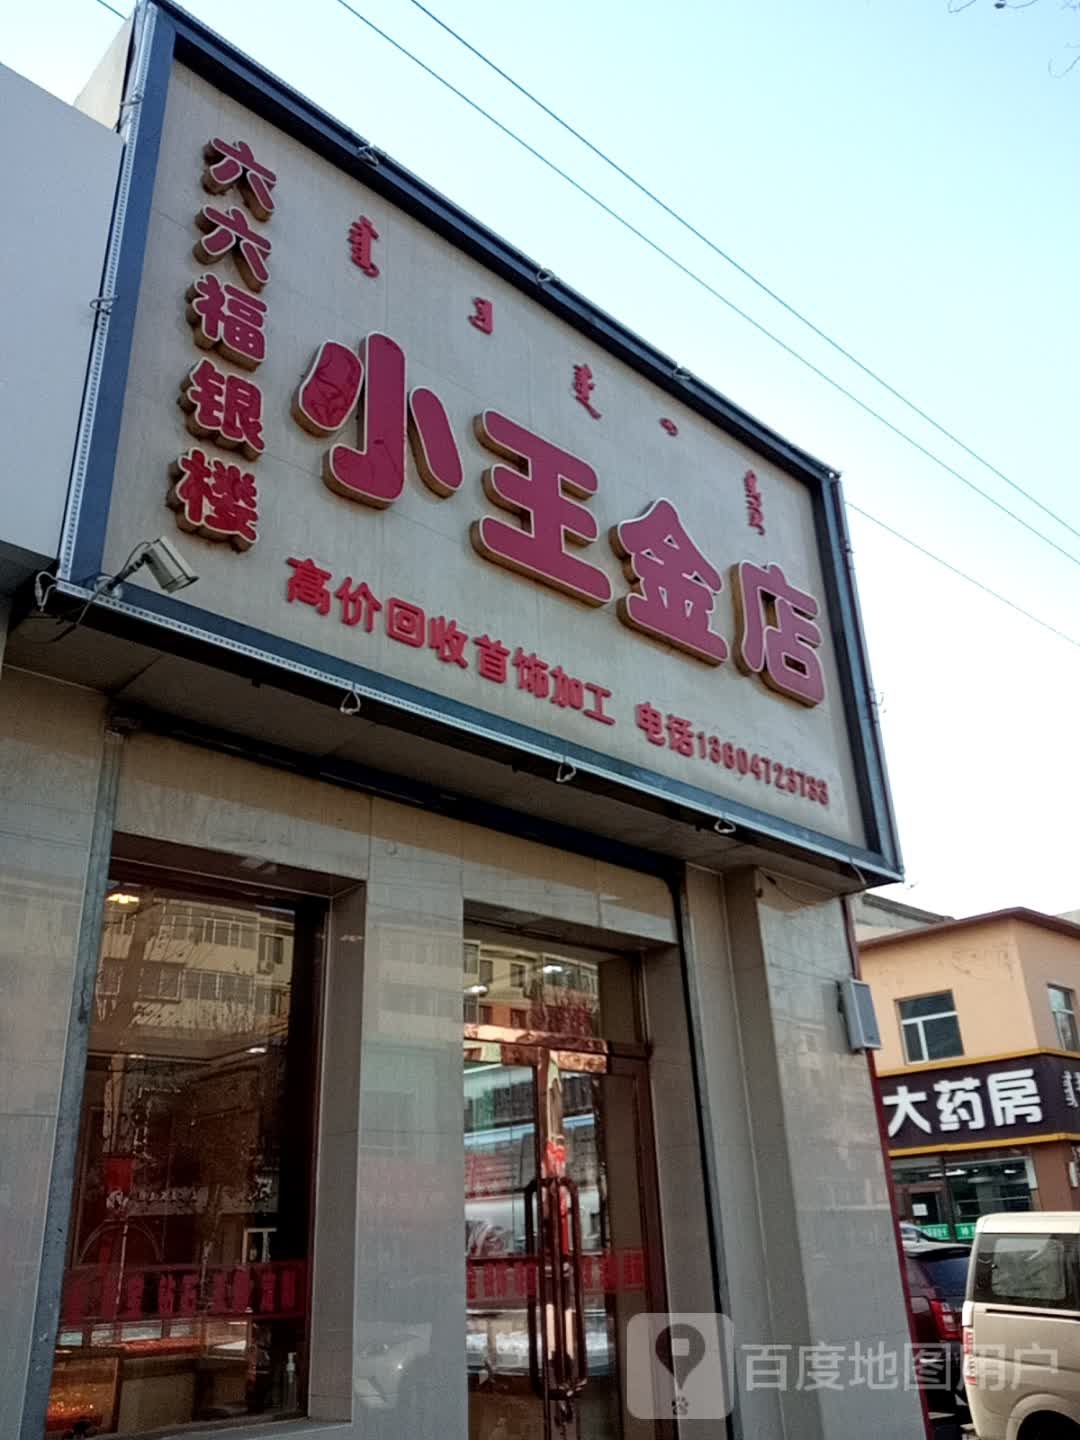 六六福银楼
小王金店
高价回收首饰加工 电话13604723733
大药房
百度地图用户